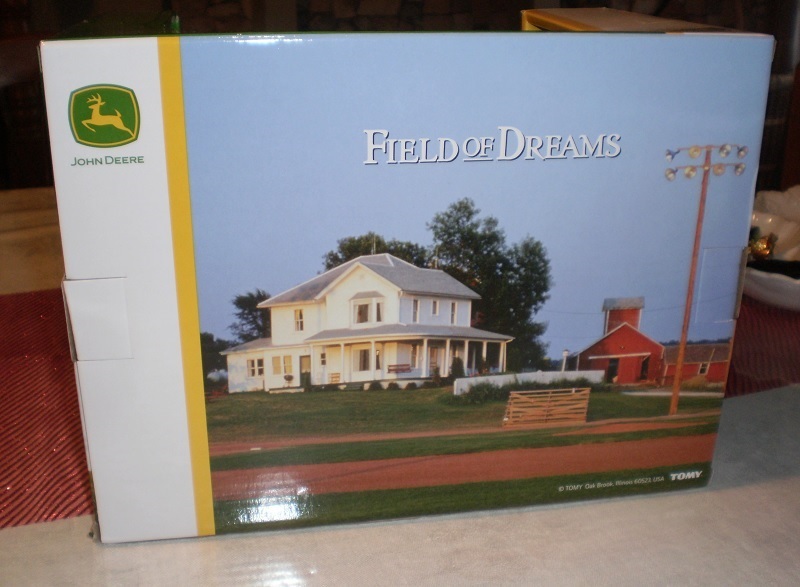 JOHN DEERE
FIELD OF DREAMS
© TOMY Oak Brook, Illinois 60523 USA TOMY